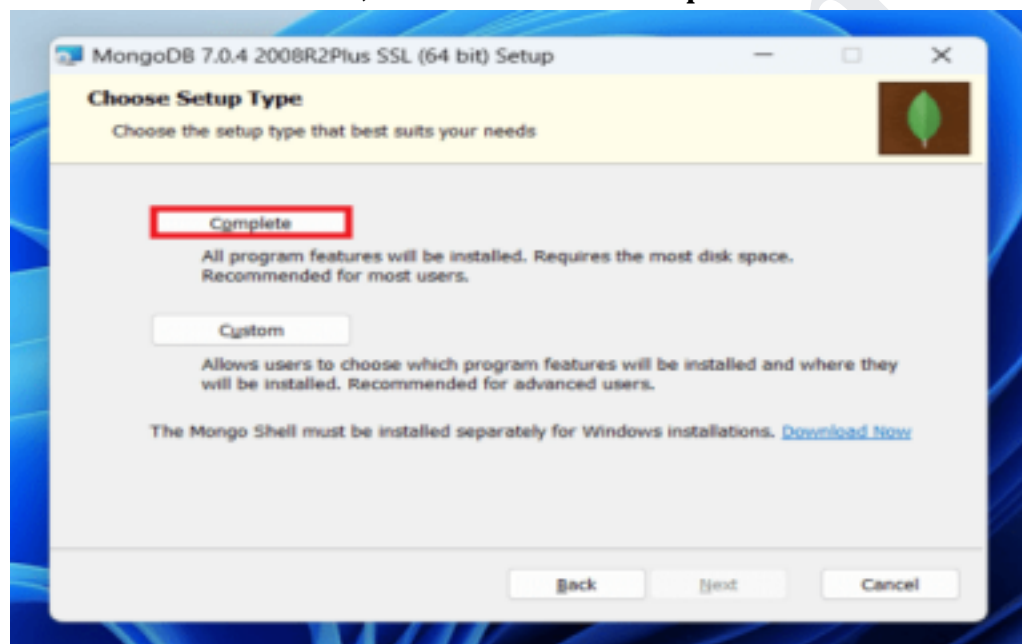 MongoDB 7.0.4 2008R2Plus SSL (64 bit) Setup
Choose Setup Type
Choose the setup type that best suits your needs
Complete
All program features will be installed. Requires the most disk space.
Recommended for most users.
Custom
Allows users to choose which program features will be installed and where they
will be installed. Recommended for advanced users.
The Mongo Shell must be installed separately for Windows installations. Download Now
Back Next Cancel